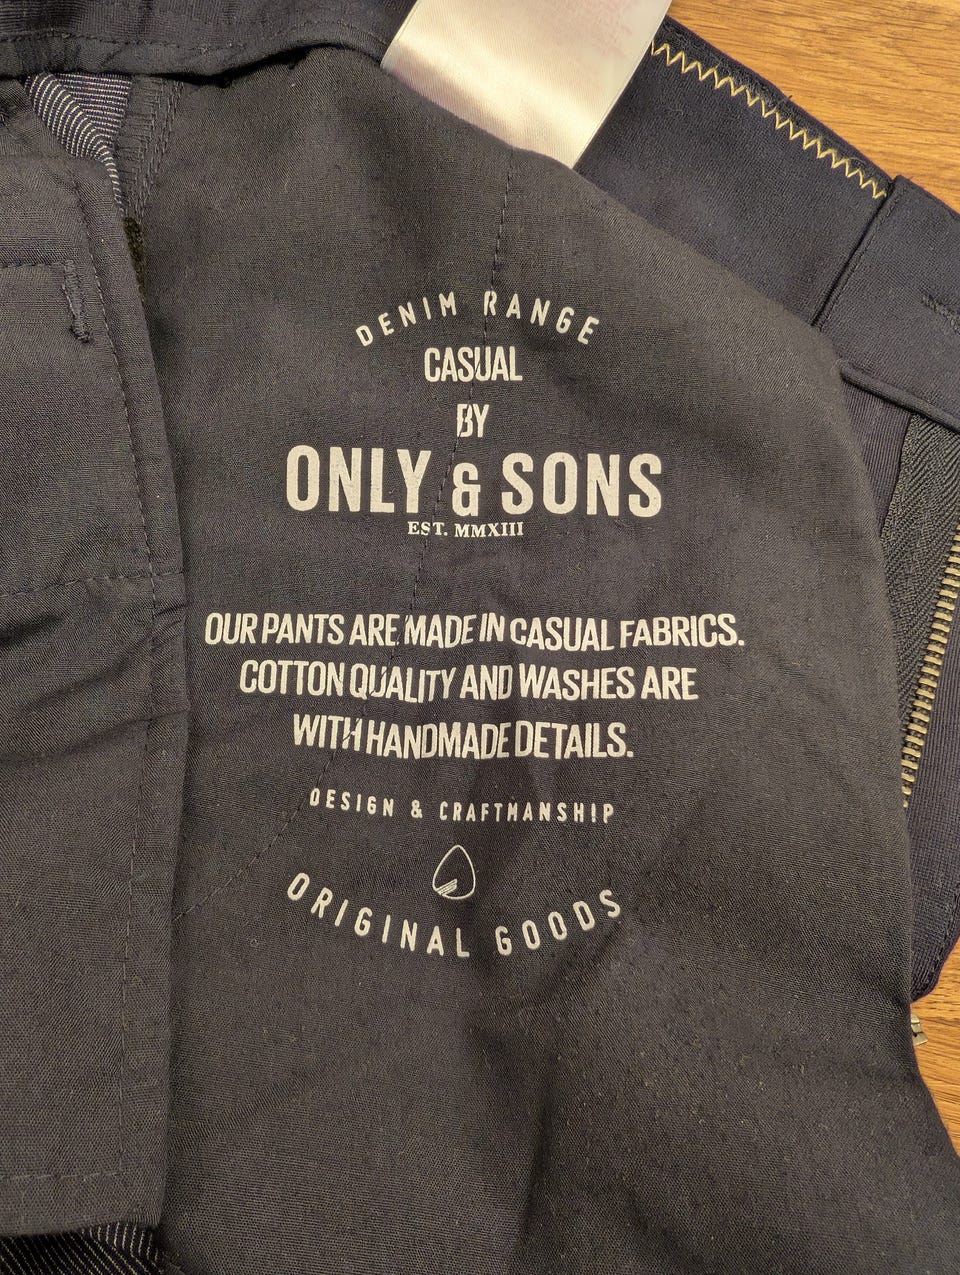 DENIM RANGE
CASUAL
BY
ONLY & SONS
EST. MMXIII
OUR PANTS ARE MADE IN CASUAL FABRICS.
COTTON QUALITY AND WASHES ARE
WITH HANDMADE DETAILS.
DESIGN & CRAFTMANSHIP
ORIGINAL GOODS